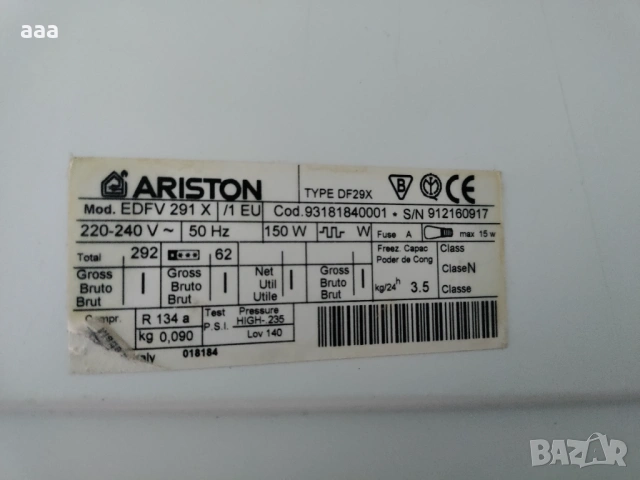 aaa
ARISTON
TYPE DF29X
B
CE
Mod. EDFV 291 X /1 EU Cod.93181840001 • S/N 912160917
220-240 V ~ 50 Hz 150 W W Fuse A max 15 w
Total 292 62 Freez. Capac Poder de Cong Class
Gross Bruto Brut l Gross Bruto Brut l Net Util Utile l Gross Bruto Brut l kg/24h 3.5 ClaseN Classe
Compr. R 134 a Test P.S.I. Pressure HIGH- 235
kg 0,090 Lov 140
Italy 018184
BAZAR